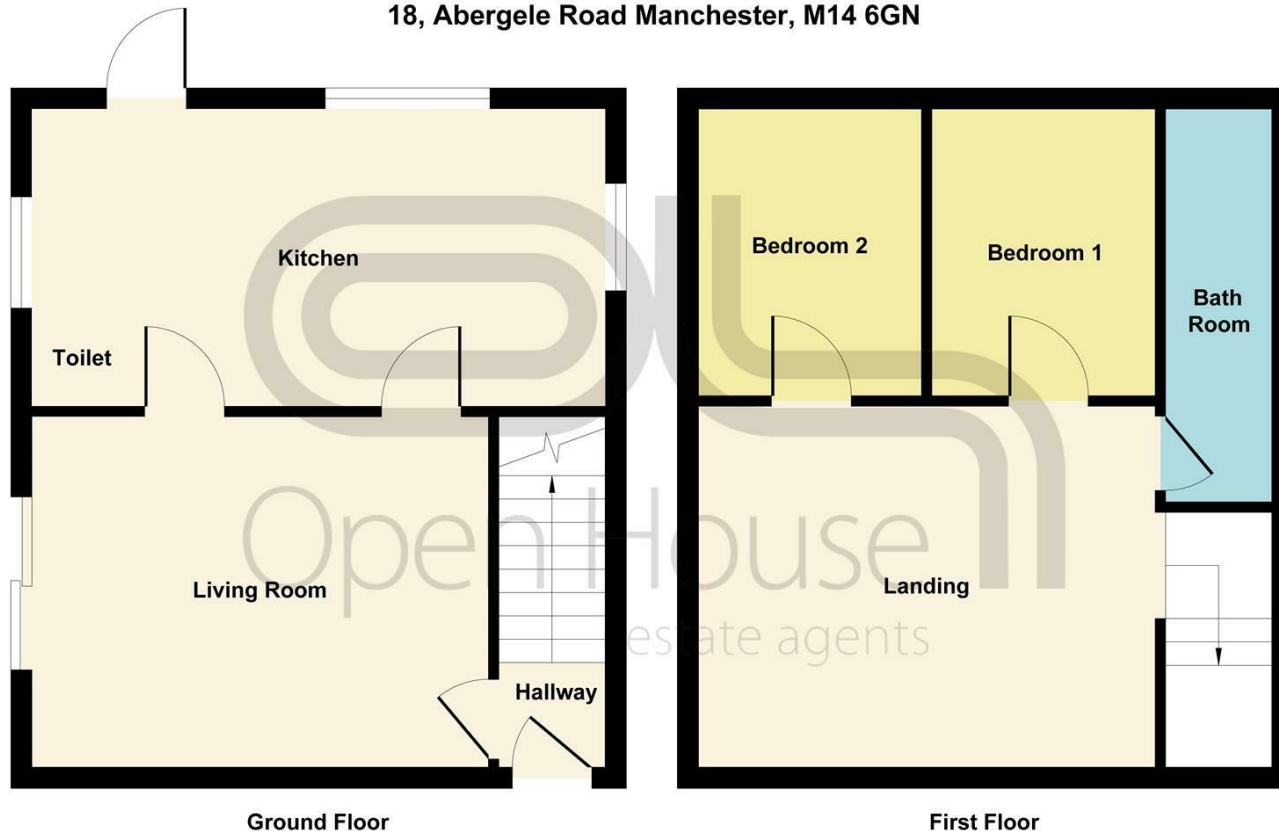 18, Abergele Road Manchester, M14 6GN
Kitchen
Toilet
Living Room
Hallway
Ground Floor
Bedroom 2
Bedroom 1
Bath
Room
Landing
First Floor
Open House
estate agents